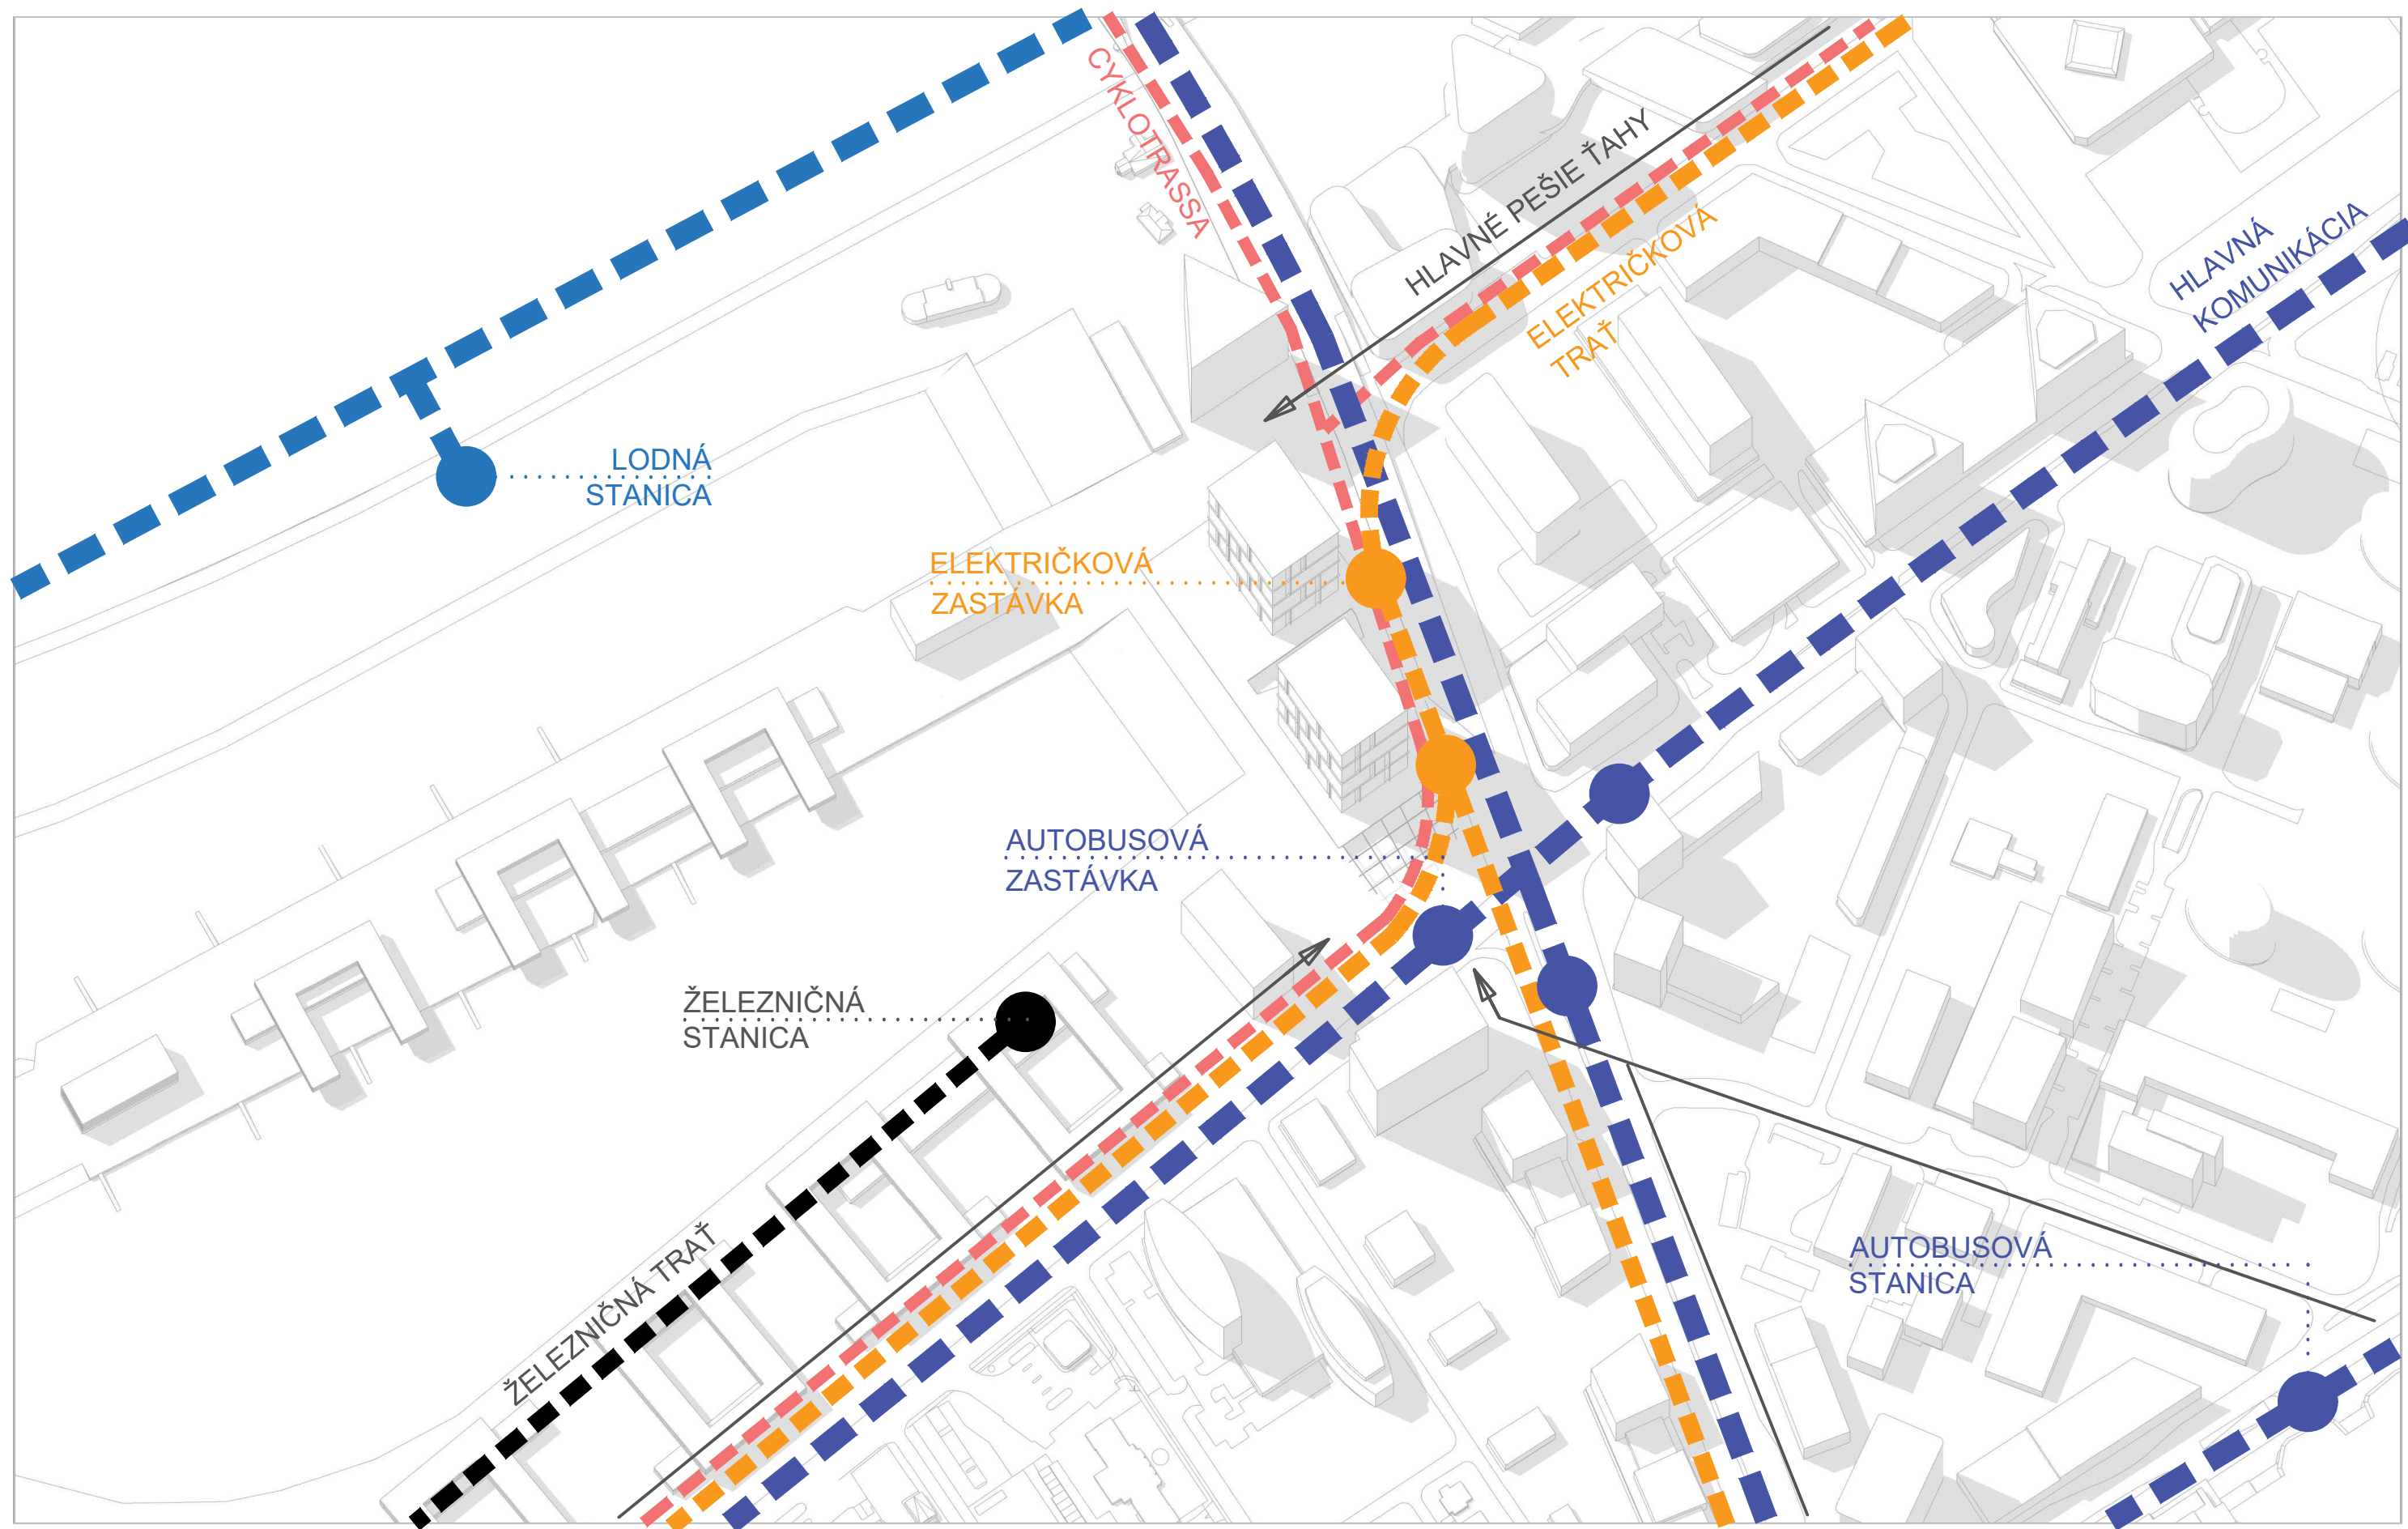 CYKLOTRASSA
HLAVNÉ PEŠIE ŤAHY
ELEKTRIČKOVÁ
TRAŤ
HLAVNÁ
KOMUNIKÁCIA
LODNÁ
STANICA
ELEKTRIČKOVÁ
ZASTÁVKA
AUTOBUSOVÁ
ZASTÁVKA
ŽELEZNIČNÁ
STANICA
ŽELEZNIČNÁ TRAŤ
AUTOBUSOVÁ
STANICA